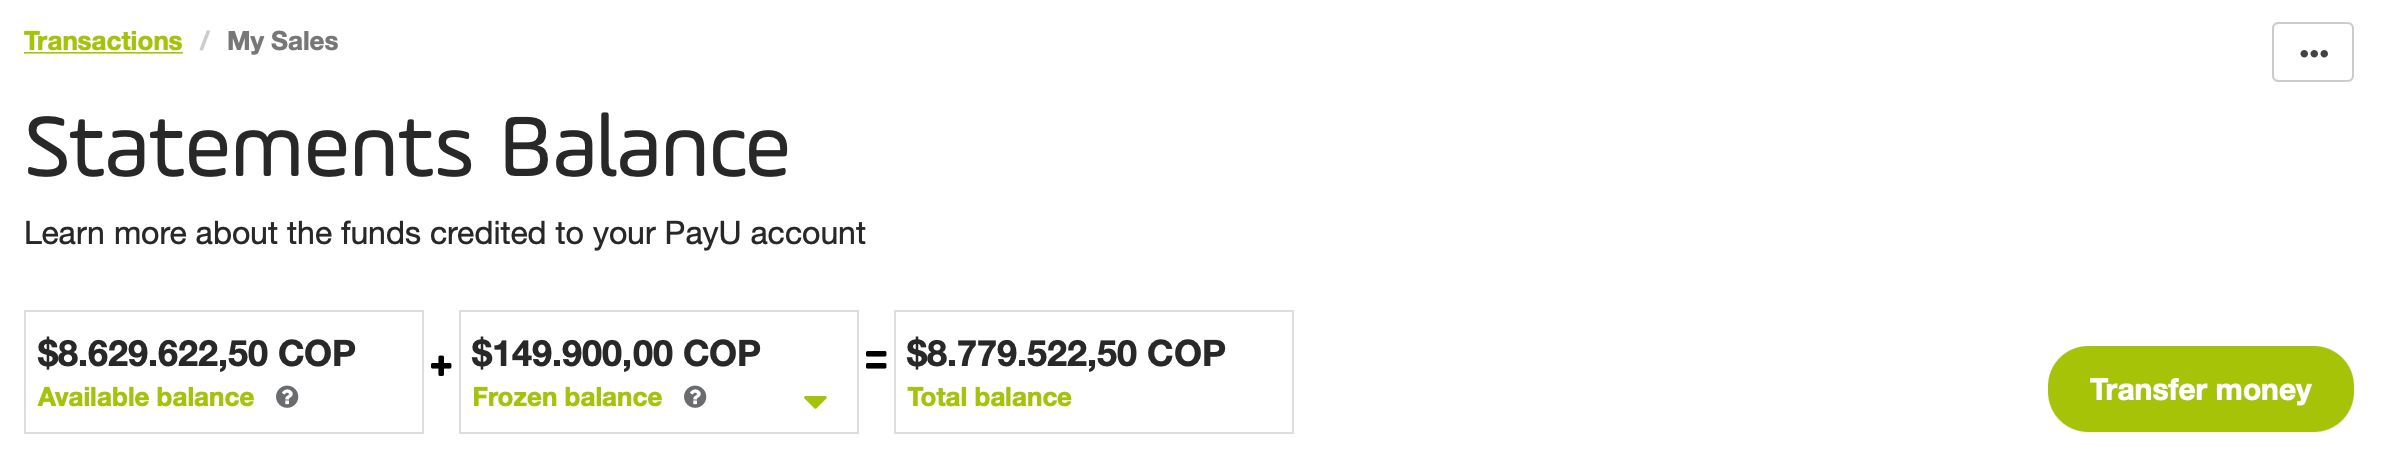 Transactions / My Sales
•••
Statements Balance
Learn more about the funds credited to your PayU account
$8.629.622,50 COP + $149.900,00 COP = $8.779.522,50 COP
Available balance ? Frozen balance ? Total balance
Transfer money